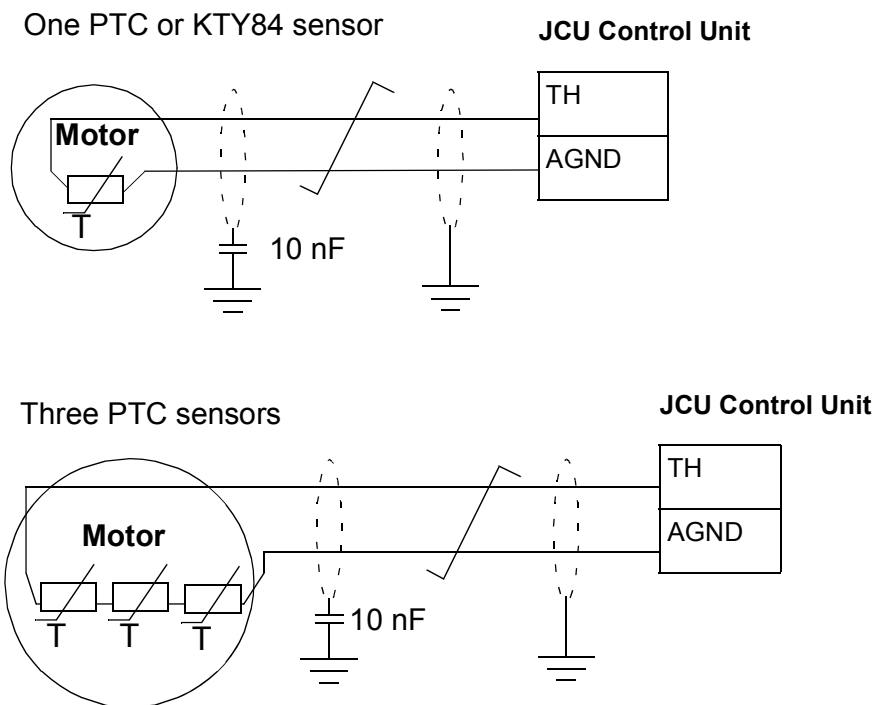 One PTC or KTY84 sensor
JCU Control Unit
TH
Motor
AGND
T
10 nF
Three PTC sensors
JCU Control Unit
TH
Motor
AGND
T T T
10 nF